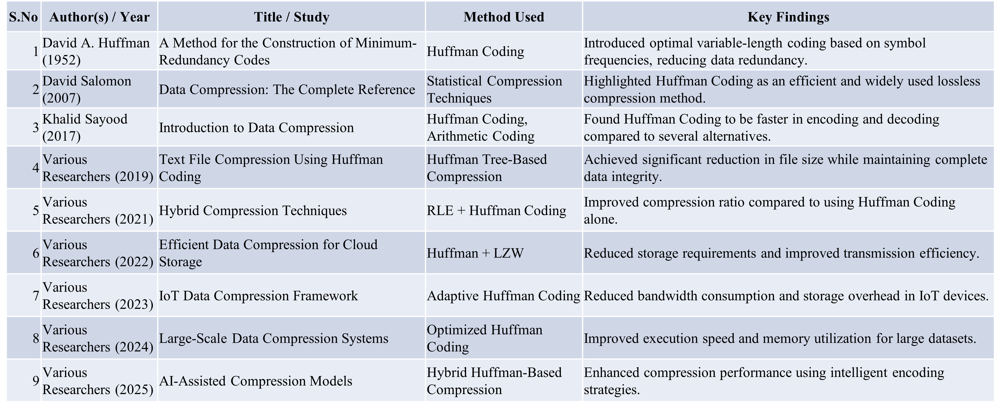 S.No Author(s) / Year Title / Study Method Used Key Findings
1 David A. Huffman (1952) A Method for the Construction of Minimum-Redundancy Codes Huffman Coding Introduced optimal variable-length coding based on symbol frequencies, reducing data redundancy.
2 David Salomon (2007) Data Compression: The Complete Reference Statistical Compression Techniques Highlighted Huffman Coding as an efficient and widely used lossless compression method.
3 Khalid Sayood (2017) Introduction to Data Compression Huffman Coding, Arithmetic Coding Found Huffman Coding to be faster in encoding and decoding compared to several alternatives.
4 Various Researchers (2019) Text File Compression Using Huffman Coding Huffman Tree-Based Compression Achieved significant reduction in file size while maintaining complete data integrity.
5 Various Researchers (2021) Hybrid Compression Techniques RLE + Huffman Coding Improved compression ratio compared to using Huffman Coding alone.
6 Various Researchers (2022) Efficient Data Compression for Cloud Storage Huffman + LZW Reduced storage requirements and improved transmission efficiency.
7 Various Researchers (2023) IoT Data Compression Framework Adaptive Huffman Coding Reduced bandwidth consumption and storage overhead in IoT devices.
8 Various Researchers (2024) Large-Scale Data Compression Systems Optimized Huffman Coding Improved execution speed and memory utilization for large datasets.
9 Various Researchers (2025) AI-Assisted Compression Models Hybrid Huffman-Based Compression Enhanced compression performance using intelligent encoding strategies.